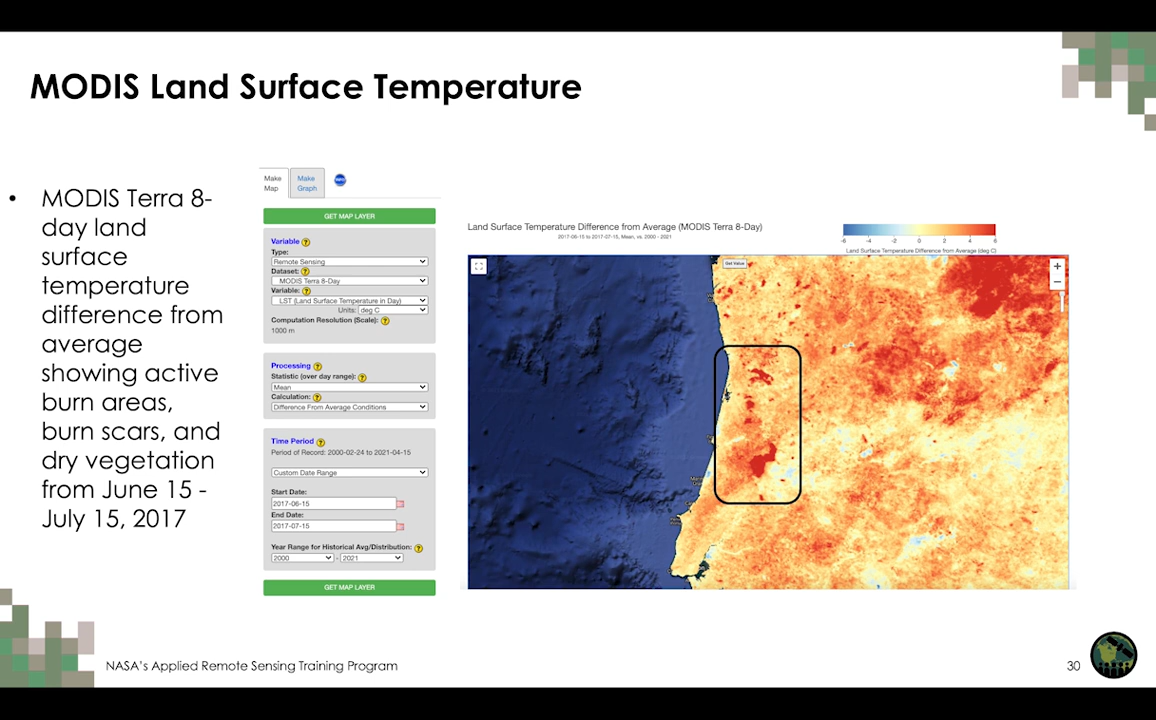 MODIS Land Surface Temperature
• MODIS Terra 8-
day land
surface
temperature
difference from
average
showing active
burn areas,
burn scars, and
dry vegetation
from June 15 -
July 15, 2017
Make
Map
Make
Graph
GET MAP LAYER
Variable ?
Type:
Remote Sensing
Dataset: ?
MODIS Terra 8-Day
Variable: ?
LST (Land Surface Temperature in Day)
Units: deg C
Computation Resolution (Scale): ?
1000 m
Processing ?
Statistic (over day range): ?
Mean
Calculation: ?
Difference From Average Conditions
Time Period ?
Period of Record: 2000-02-24 to 2021-04-15
Custom Date Range
Start Date:
2017-06-15
End Date:
2017-07-15
Year Range for Historical Avg/Distribution: ?
2000 - 2021
GET MAP LAYER
Land Surface Temperature Difference from Average (MODIS Terra 8-Day)
2017-06-15 to 2017-07-15, Mean, vs. 2000 - 2021
-6 -4 -2 0 2 4 6
Land Surface Temperature Difference from Average (deg C)
Get Value
+
−
NASA's Applied Remote Sensing Training Program
30